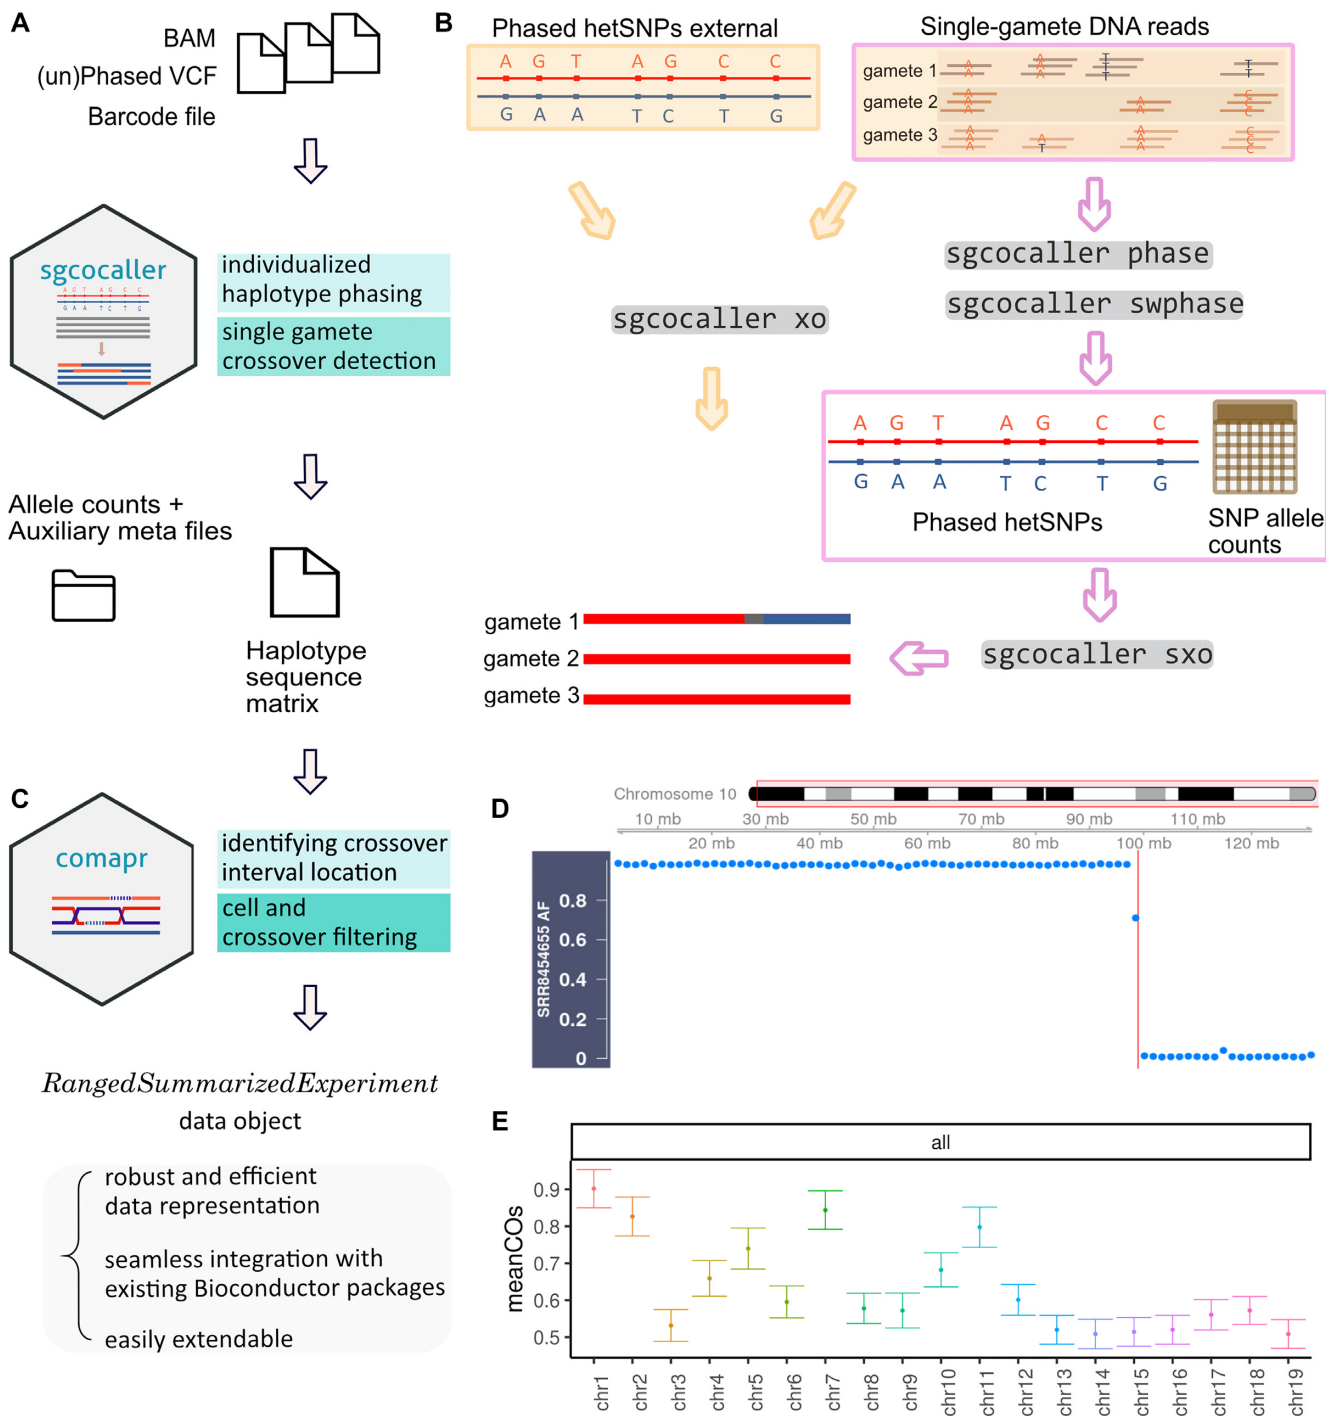 A
BAM
(un)Phased VCF
Barcode file
sgcocaller
A G T A G C C
G A A T C T G
individualized
haplotype phasing
single gamete
crossover detection
Allele counts +
Auxiliary meta files
Haplotype
sequence
matrix
B
Phased hetSNPs external
A G T A G C C
G A A T C T G
Single-gamete DNA reads
gamete 1
A A T T
A A T T
A
gamete 2
A A C
A A C
A C
gamete 3
A A A C
A T A C
A A C
sgcocaller xo
sgcocaller phase
sgcocaller swphase
A G T A G C C
G A A T C T G
Phased hetSNPs
SNP allele
counts
sgcocaller sxo
gamete 1
gamete 2
gamete 3
C
comapr
identifying crossover
interval location
cell and
crossover filtering
RangedSummarizedExperiment
data object
robust and efficient
data representation
seamless integration with
existing Bioconductor packages
easily extendable
D
Chromosome 10
10 mb 30 mb 50 mb 70 mb 90 mb 110 mb
20 mb 40 mb 60 mb 80 mb 100 mb 120 mb
SRR8454655 AF
0.8
0.6
0.4
0.2
0
E
all
meanCOs
0.9
0.8
0.7
0.6
0.5
chr1 chr2 chr3 chr4 chr5 chr6 chr7 chr8 chr9 chr10 chr11 chr12 chr13 chr14 chr15 chr16 chr17 chr18 chr19